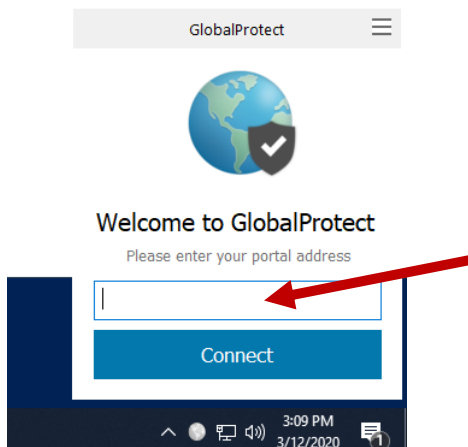 GlobalProtect
Welcome to GlobalProtect
Please enter your portal address
Connect
3:09 PM
3/12/2020
1